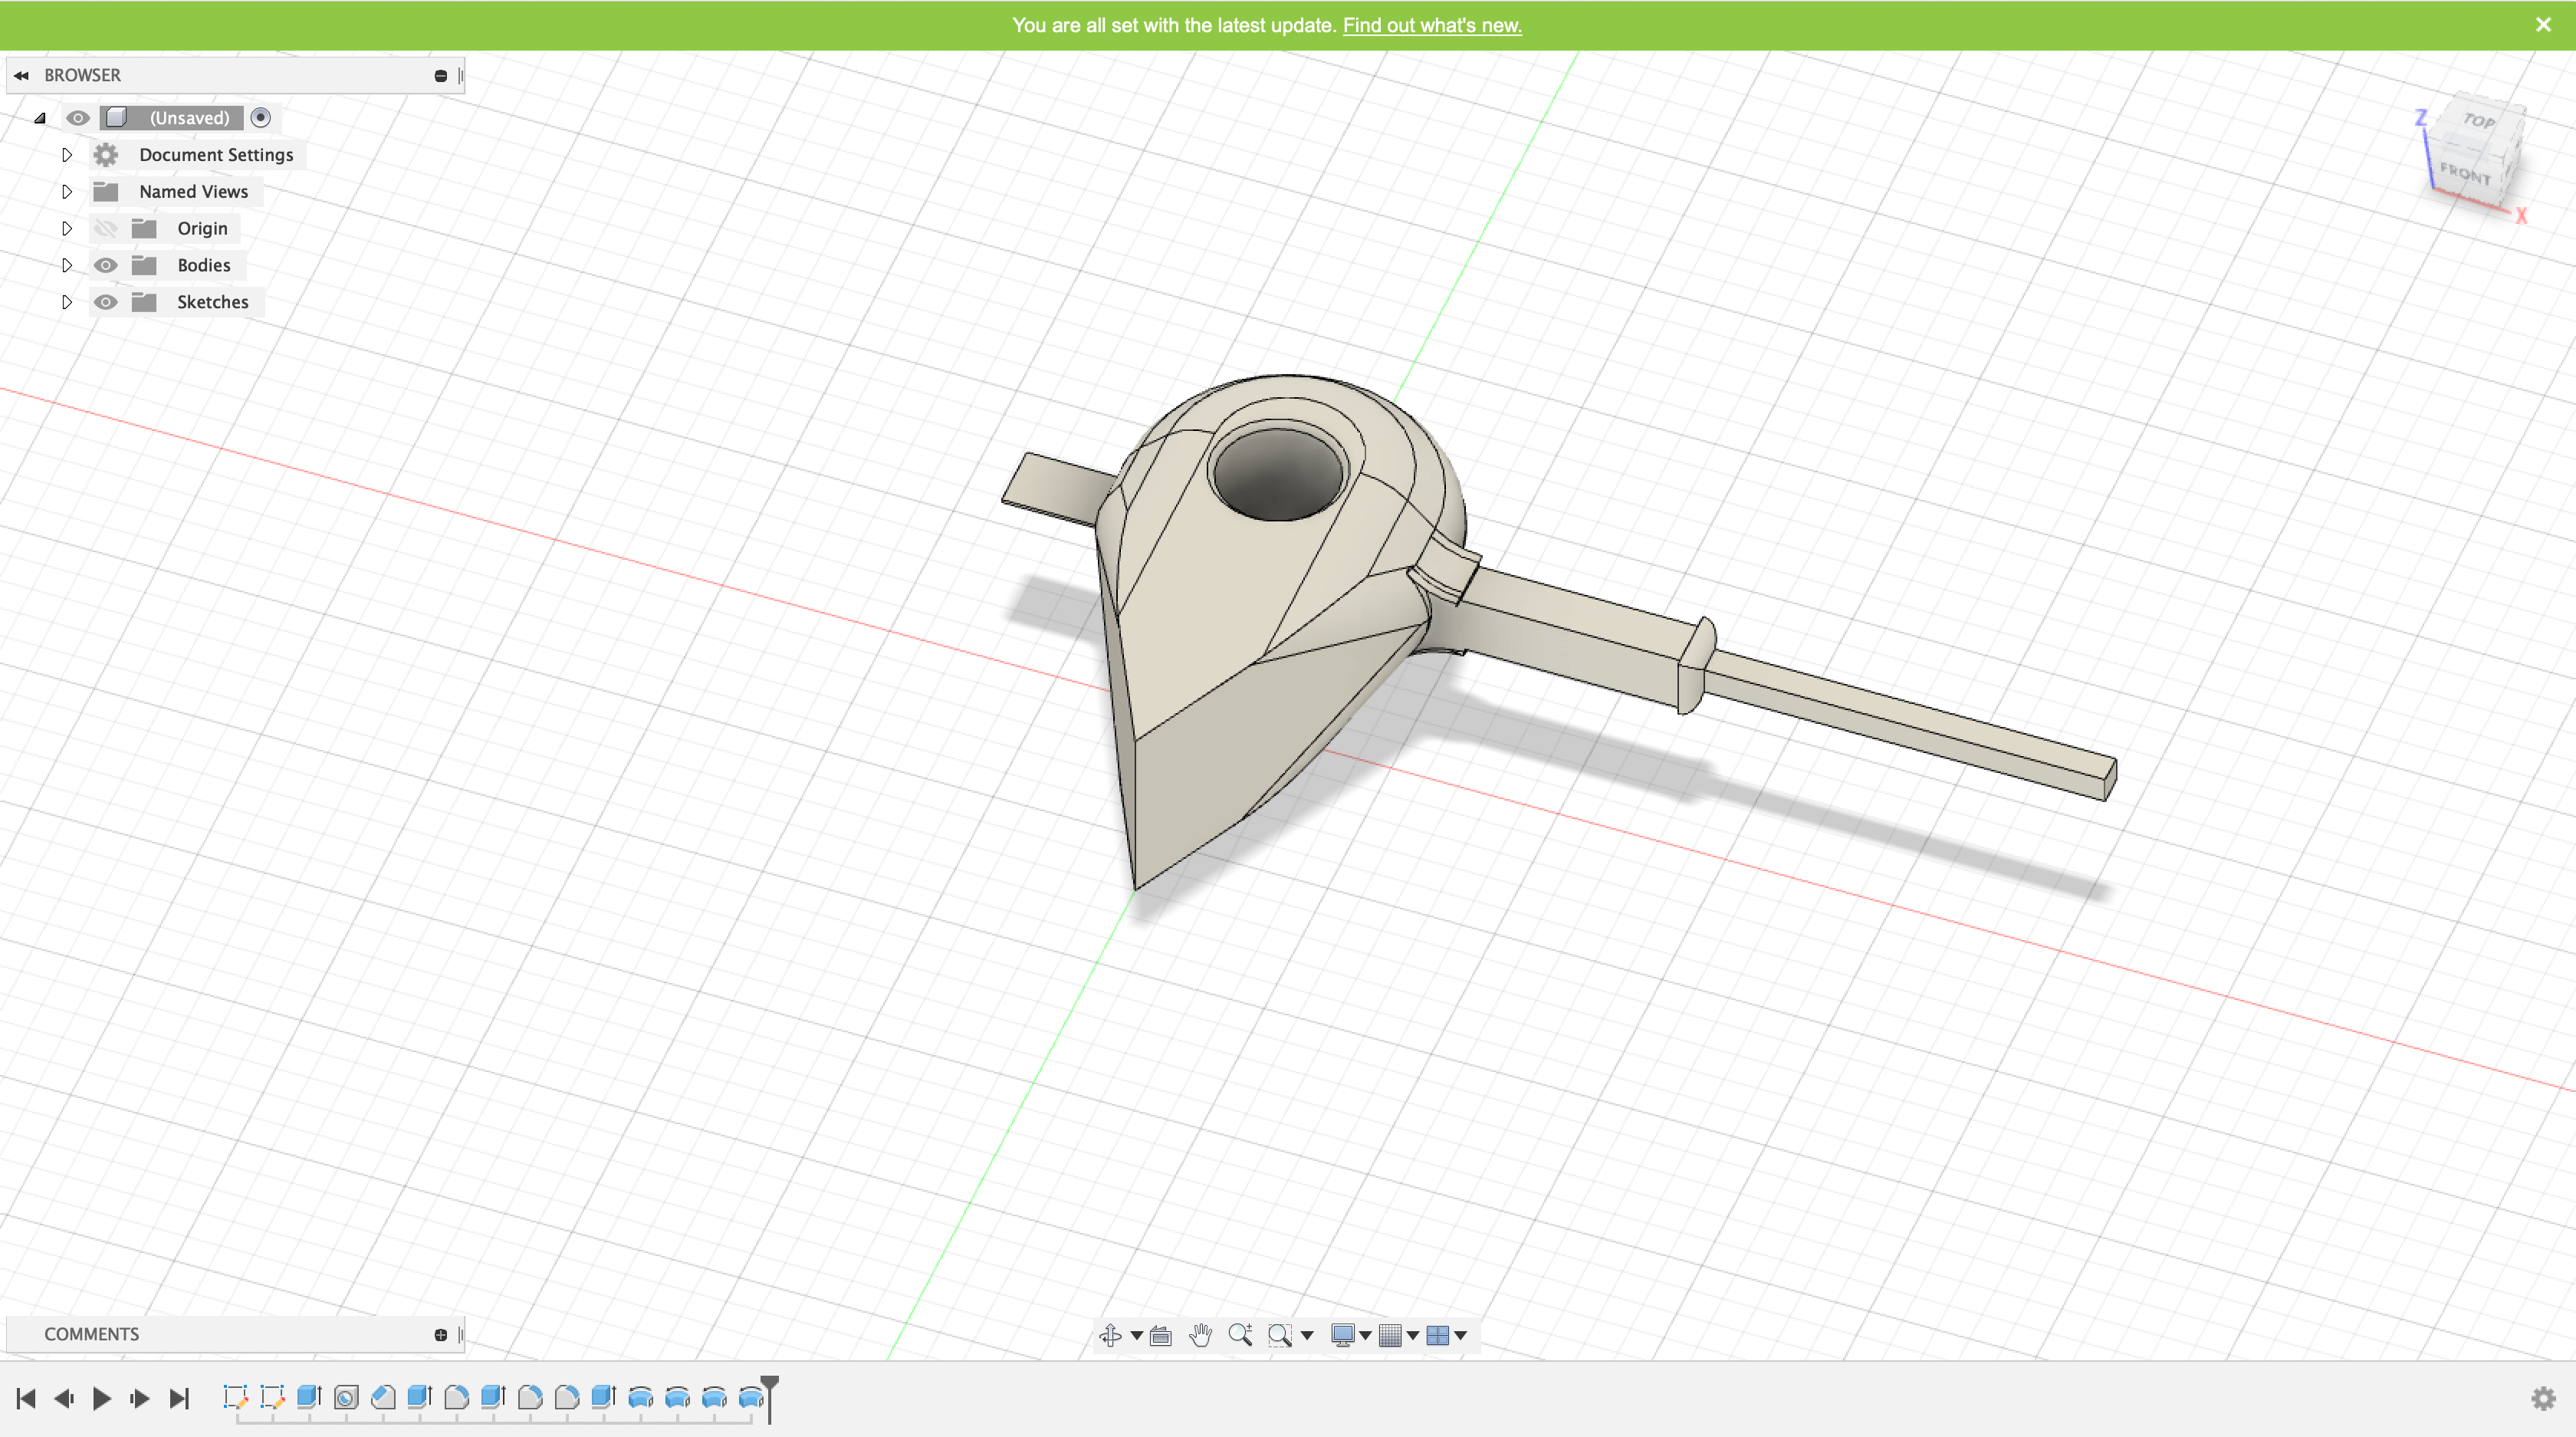 You are all set with the latest update. Find out what's new.
BROWSER
(Unsaved)
Document Settings
Named Views
Origin
Bodies
Sketches
Z
TOP
FRONT
X
COMMENTS